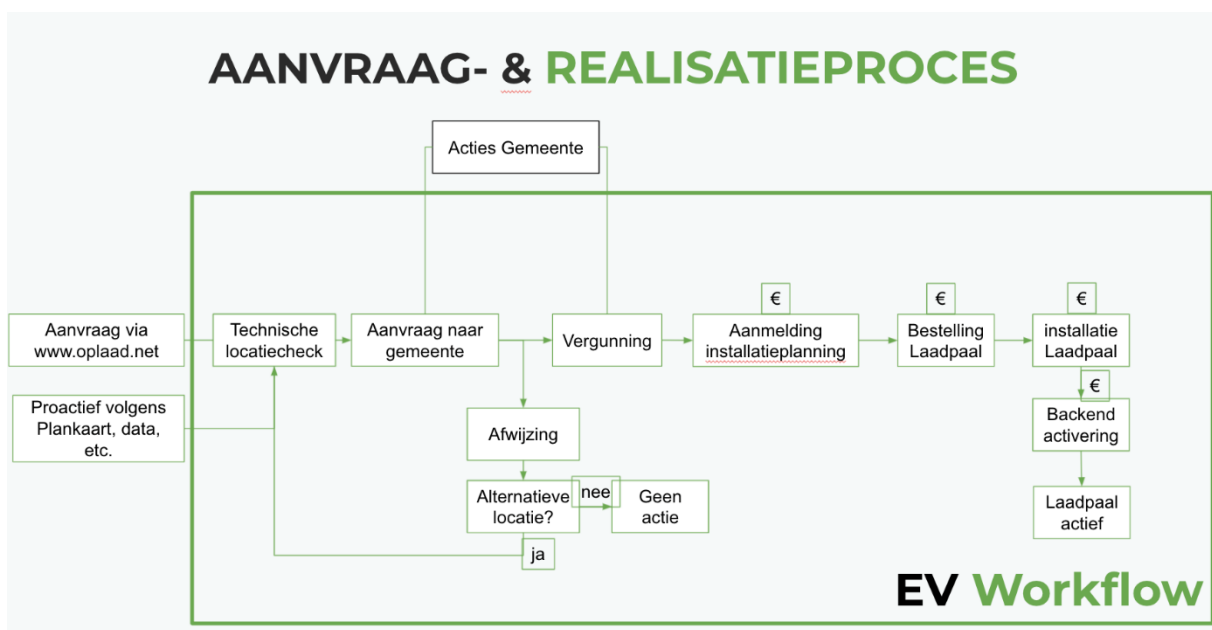 AANVRAAG- & REALISATIEPROCES
Acties Gemeente
Aanvraag via
www.oplaad.net
Technische
locatiecheck
Aanvraag naar
gemeente
Vergunning
€
Aanmelding
installatieplanning
€
Bestelling
Laadpaal
€
installatie
Laadpaal
Proactief volgens
Plankaart, data,
etc.
Afwijzing
€
Backend
activering
Alternatieve
locatie?
nee
Geen
actie
ja
Laadpaal
actief
EV Workflow